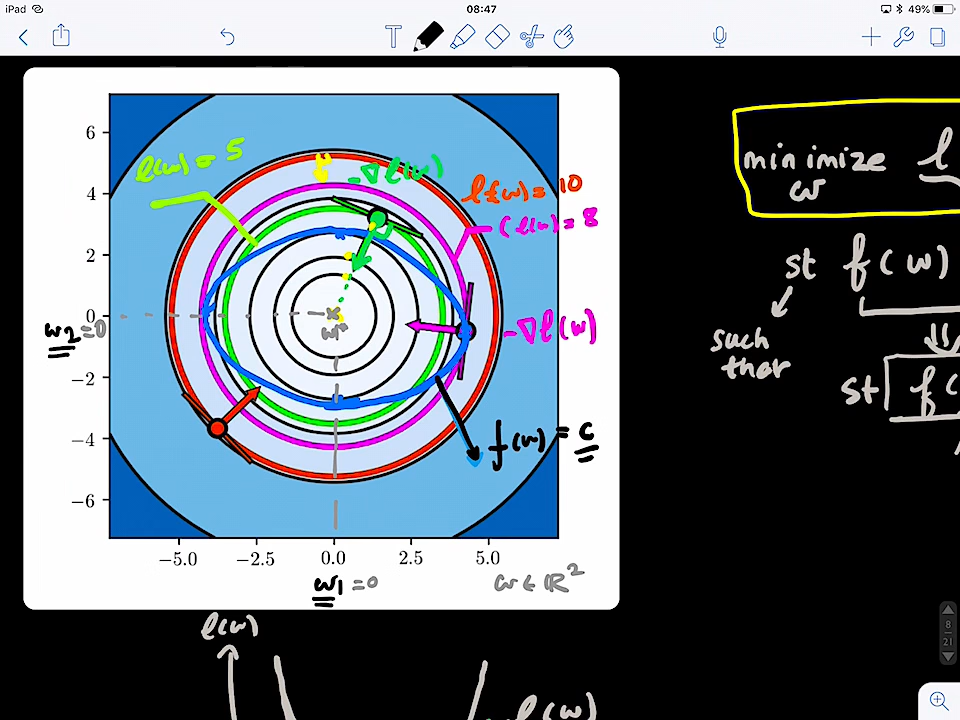 iPad
08:47
49%
T
6
4
2
0
−2
−4
−6
−5.0
−2.5
0.0
2.5
5.0
l(w) = 5
-∇l(w)
l(w) = 10
(l(w) = 8
-∇l(w)
w*
w2=0
f(w) = c
w1=0
w ∈ ℝ²
l(w)
l(w)
minimize l
w
st f(w)
such
that
st f(
8
21